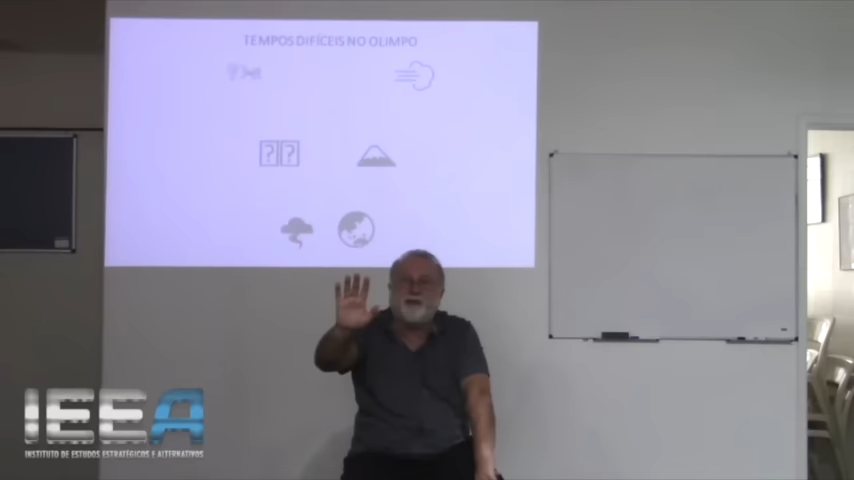 TEMPOS DIFÍCEIS NO OLIMPO
IEEA
INSTITUTO DE ESTUDOS ESTRATÉGICOS E ALTERNATIVOS